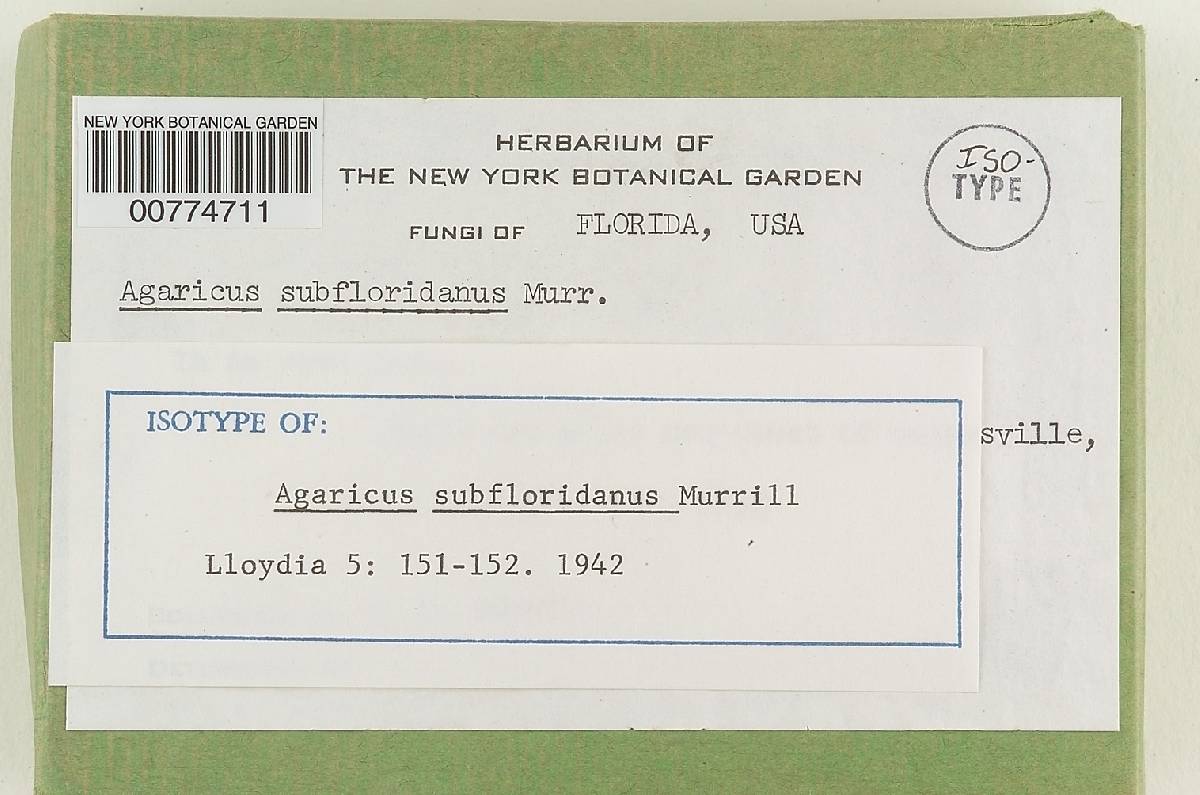 NEW YORK BOTANICAL GARDEN
00774711
HERBARIUM OF
THE NEW YORK BOTANICAL GARDEN
FUNGI OF FLORIDA, USA
ISO-
TYPE
Agaricus subfloridanus Murr.
sville,
ISOTYPE OF:
Agaricus subfloridanus Murrill
Lloydia 5: 151-152. 1942